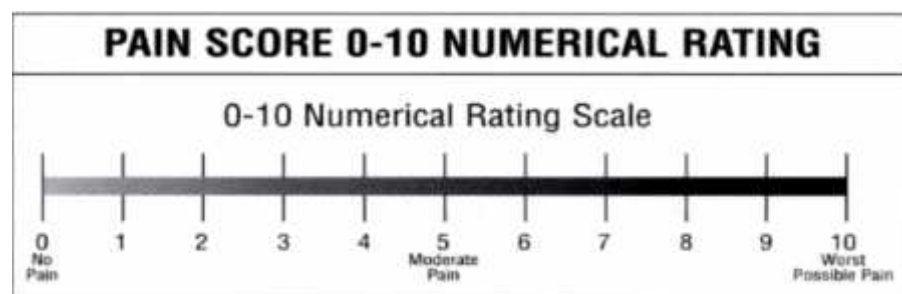 PAIN SCORE 0-10 NUMERICAL RATING
0-10 Numerical Rating Scale
0 1 2 3 4 5 6 7 8 9 10
No Pain
Moderate Pain
Worst Possible Pain